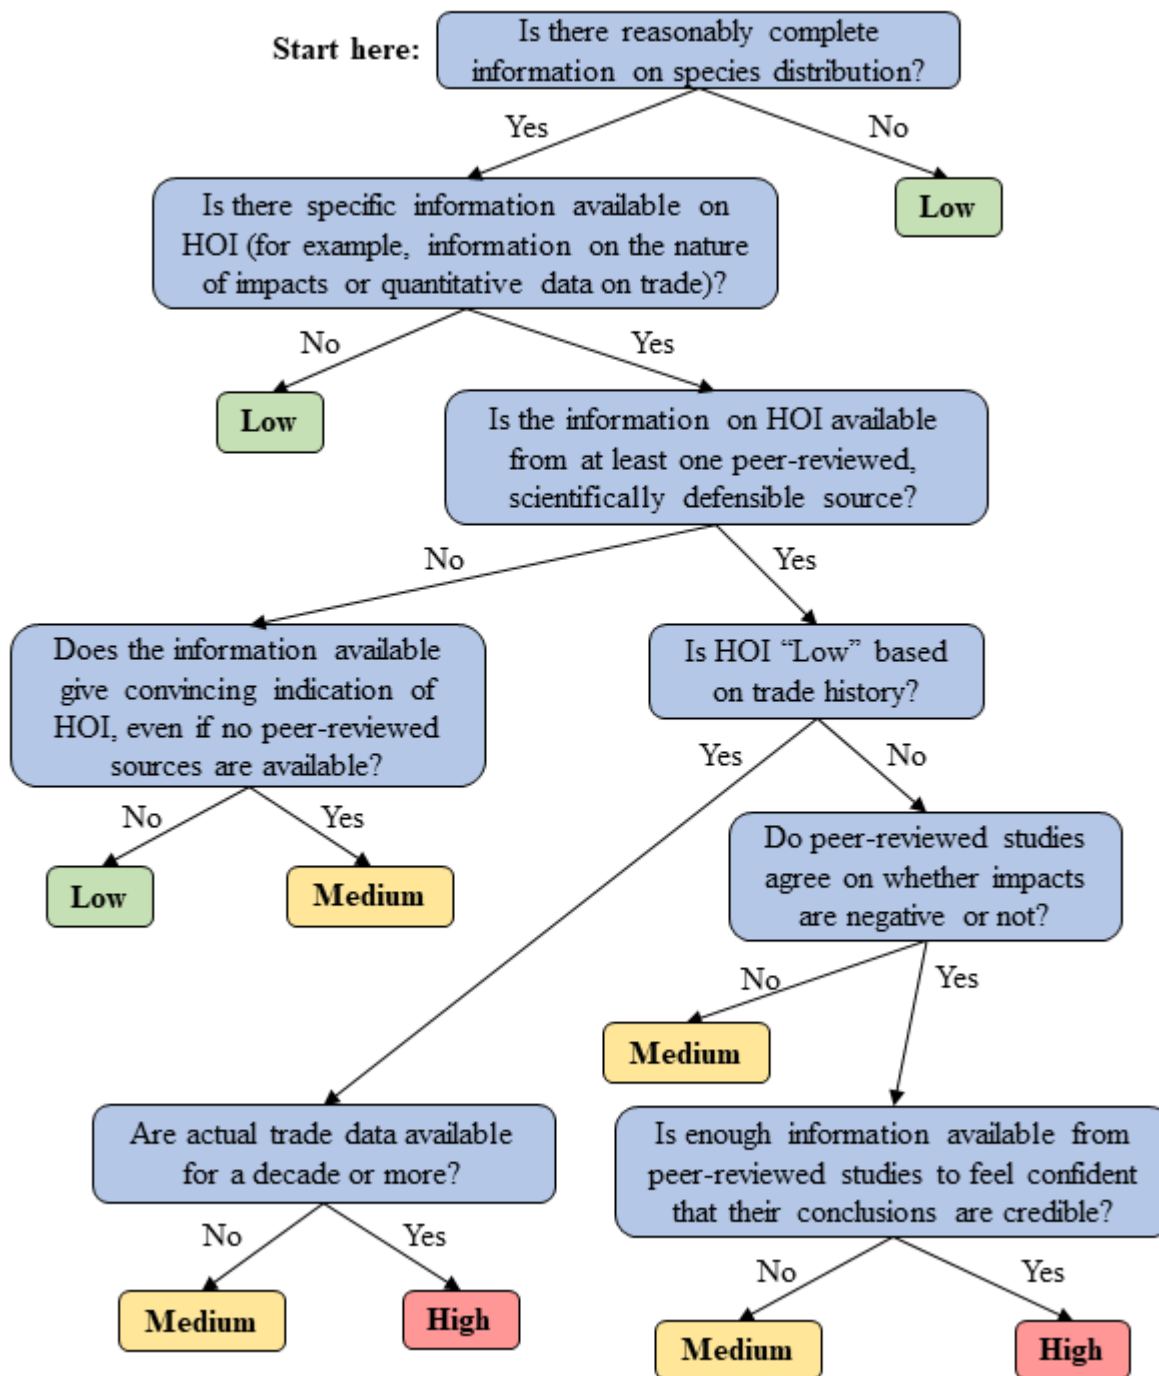 Start here:
Is there reasonably complete
information on species distribution?
Yes
No
Is there specific information available on
HOI (for example, information on the nature
of impacts or quantitative data on trade)?
Low
No
Yes
Low
Is the information on HOI available
from at least one peer-reviewed,
scientifically defensible source?
No
Yes
Does the information available
give convincing indication of
HOI, even if no peer-reviewed
sources are available?
Is HOI “Low” based
on trade history?
No
Yes
Low
Medium
Yes
No
Do peer-reviewed studies
agree on whether impacts
are negative or not?
No
Yes
Medium
Are actual trade data available
for a decade or more?
Is enough information available from
peer-reviewed studies to feel confident
that their conclusions are credible?
No
Yes
Medium
High
No
Yes
Medium
High